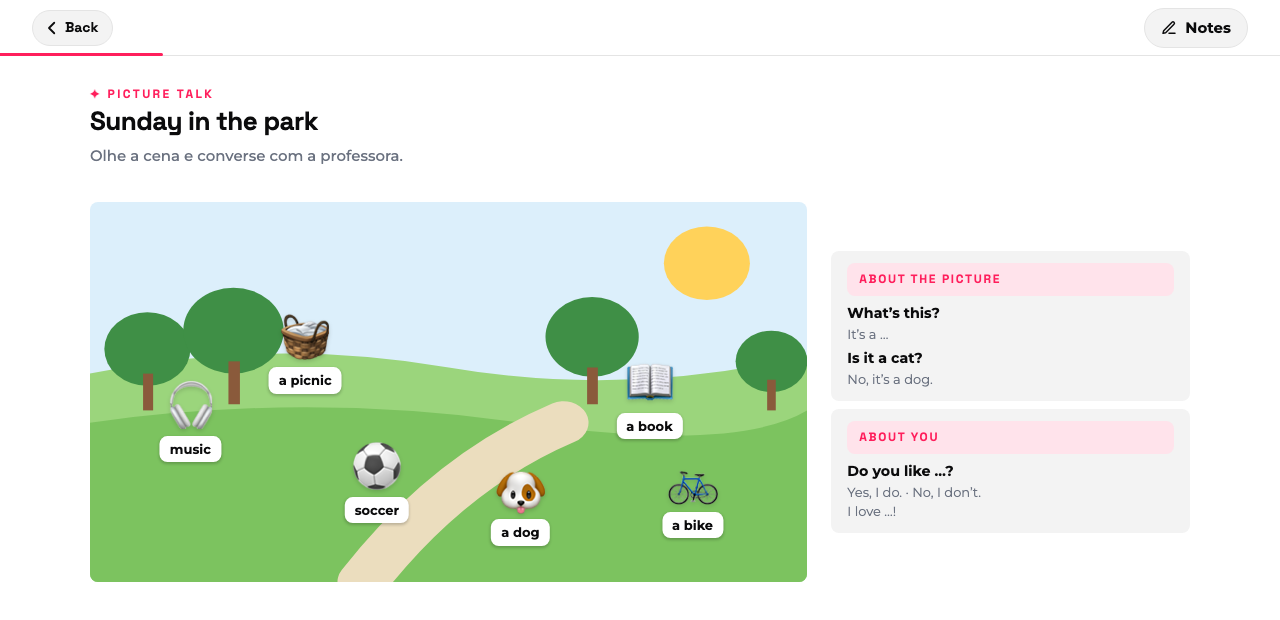 Back
Notes
✦ PICTURE TALK
Sunday in the park
Olhe a cena e converse com a professora.
a picnic
music
a book
soccer
a dog
a bike
ABOUT THE PICTURE
What's this?
It's a ...
Is it a cat?
No, it's a dog.
ABOUT YOU
Do you like ...?
Yes, I do. · No, I don't.
I love ...!